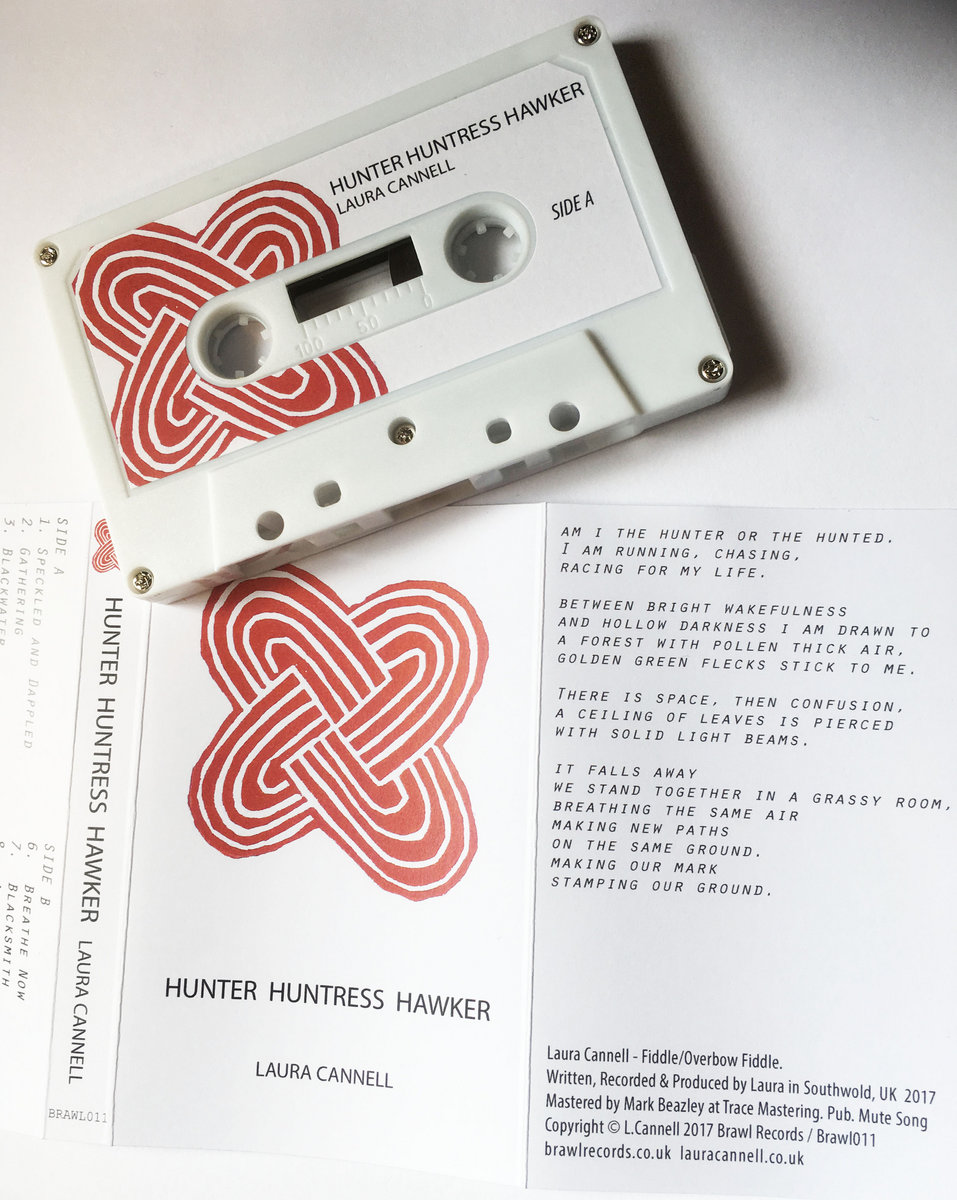 HUNTER HUNTRESS HAWKER
LAURA CANNELL
SIDE A
100 50 0
SIDE A
1. SPECKLED AND DAPPLED
2. GATHERING
3. BLACKWATER
SIDE B
6. BREATHE NOW
7. BLACKSMITH
HUNTER HUNTRESS HAWKER LAURA CANNELL
BRAWL011
HUNTER HUNTRESS HAWKER
LAURA CANNELL
AM I THE HUNTER OR THE HUNTED.
I AM RUNNING, CHASING,
RACING FOR MY LIFE.
BETWEEN BRIGHT WAKEFULNESS
AND HOLLOW DARKNESS I AM DRAWN TO
A FOREST WITH POLLEN THICK AIR,
GOLDEN GREEN FLECKS STICK TO ME.
THERE IS SPACE, THEN CONFUSION,
A CEILING OF LEAVES IS PIERCED
WITH SOLID LIGHT BEAMS.
IT FALLS AWAY
WE STAND TOGETHER IN A GRASSY ROOM,
BREATHING THE SAME AIR
MAKING NEW PATHS
ON THE SAME GROUND.
MAKING OUR MARK
STAMPING OUR GROUND.
Laura Cannell - Fiddle/Overbow Fiddle.
Written, Recorded & Produced by Laura in Southwold, UK 2017
Mastered by Mark Beazley at Trace Mastering. Pub. Mute Song
Copyright © L.Cannell 2017 Brawl Records / Brawl011
brawlrecords.co.uk lauracannell.co.uk